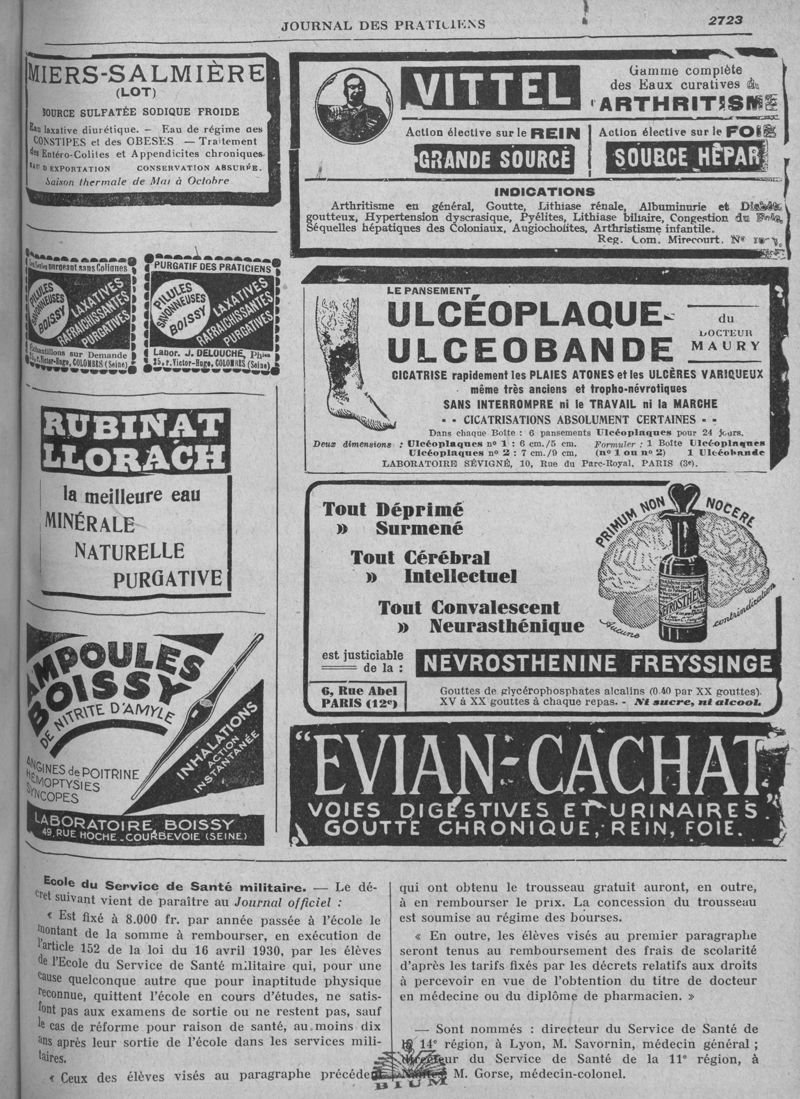 JOURNAL DES PRATICIENS
2723
MIERS-SALMIÈRE
(LOT)
SOURCE SULFATÉE SODIQUE FROIDE
Eau laxative diurétique. — Eau de régime des
CONSTIPES et des OBESES — Traitement
des Entéro-Colites et Appendicites chroniques.
EAU D'EXPORTATION CONSERVATION ASSURÉE.
Saison thermale de Mai à Octobre
VITTEL
Gamme complète
des Eaux curatives de
l'ARTHRITISME
Action élective sur le REIN
GRANDE SOURCE
Action élective sur le FOIE
SOURCE HÉPAR
INDICATIONS
Arthritisme en général, Goutte, Lithiase rénale, Albuminurie et
goutteux, Hypertension dyscrasique, Pyélites, Lithiase biliaire, Congestion du Foie,
Séquelles hépatiques des Coloniaux, Angiocholites, Arthristisme infantile.
Reg. Com. Mirecourt. Nº
purgeant sans Coliques
PILULES
SAVONNEUSES
BOISSY
LAXATIVES
RAFRAICHISSANTES
PURGATIVES
Echantillons sur Demande
r. Victor-Hugo, COLOMBES (Seine)
PURGATIF DES PRATICIENS
PILULES
SAVONNEUSES
BOISSY
LAXATIVES
RAFRAICHISSANTES
PURGATIVES
Labor. J. DELOUCHE, Phien
25, r. Victor-Hugo, COLOMBES (Seine)
LE PANSEMENT
ULCÉOPLAQUE-
ULCEOBANDE
du
DOCTEUR
MAURY
CICATRISE rapidement les PLAIES ATONES et les ULCÈRES VARIQUEUX
même très anciens et tropho-névrotiques
SANS INTERROMPRE ni le TRAVAIL ni la MARCHE
- - CICATRISATIONS ABSOLUMENT CERTAINES - -
Dans chaque Boîte : 6 pansements Ulcéoplaques pour 24 jours.
Deux dimensions : Ulcéoplaques nº 1 : 6 cm./5 cm. Formuler : 1 Boîte Ulcéoplaques
Ulcéoplaques nº 2 : 7 cm./9 cm. (nº 1 ou nº 2) 1 Ulcéobande
LABORATOIRE SÉVIGNÉ, 10, Rue du Parc-Royal, PARIS (3e).
RUBINAT
LLORACH
la meilleure eau
MINÉRALE
NATURELLE
PURGATIVE
Tout Déprimé
» Surmené
Tout Cérébral
» Intellectuel
Tout Convalescent
» Neurasthénique
PRIMUM NON NOCERE
Aucune contrindication
est justiciable
de la :
NEVROSTHENINE FREYSSINGE
6, Rue Abel
PARIS (12e)
Gouttes de glycérophosphates alcalins (0.40 par XX gouttes).
XV à XX gouttes à chaque repas. - Ni sucre, ni alcool.
AMPOULES
BOISSY
DE NITRITE D'AMYLE
INHALATIONS
ACTION
INSTANTANÉE
ANGINES DE POITRINE
HÉMOPTYSIES
SYNCOPES
LABORATOIRE BOISSY
49, RUE HOCHE - COURBEVOIE (SEINE)
"EVIAN-CACHAT"
VOIES DIGESTIVES ET URINAIRES
GOUTTE CHRONIQUE, REIN, FOIE.
Ecole du Service de Santé militaire. — Le dé-
cret suivant vient de paraître au Journal officiel :
« Est fixé à 8.000 fr. par année passée à l'école le
montant de la somme à rembourser, en exécution de
l'article 152 de la loi du 16 avril 1930, par les élèves
de l'Ecole du Service de Santé militaire qui, pour une
cause quelconque autre que pour inaptitude physique
reconnue, quittent l'école en cours d'études, ne satis-
font pas aux examens de sortie ou ne restent pas, sauf
le cas de réforme pour raison de santé, au moins dix
ans après leur sortie de l'école dans les services mili-
taires.
« Ceux des élèves visés au paragraphe précédent
qui ont obtenu le trousseau gratuit auront, en outre,
à en rembourser le prix. La concession du trousseau
est soumise au régime des bourses.
« En outre, les élèves visés au premier paragraphe
seront tenus au remboursement des frais de scolarité
d'après les tarifs fixés par les décrets relatifs aux droits
à percevoir en vue de l'obtention du titre de docteur
en médecine ou du diplôme de pharmacien. »
— Sont nommés : directeur du Service de Santé de
la 14e région, à Lyon, M. Savornin, médecin général ;
directeur du Service de Santé de la 11e région, à
Nantes, M. Gorse, médecin-colonel.
BIUM